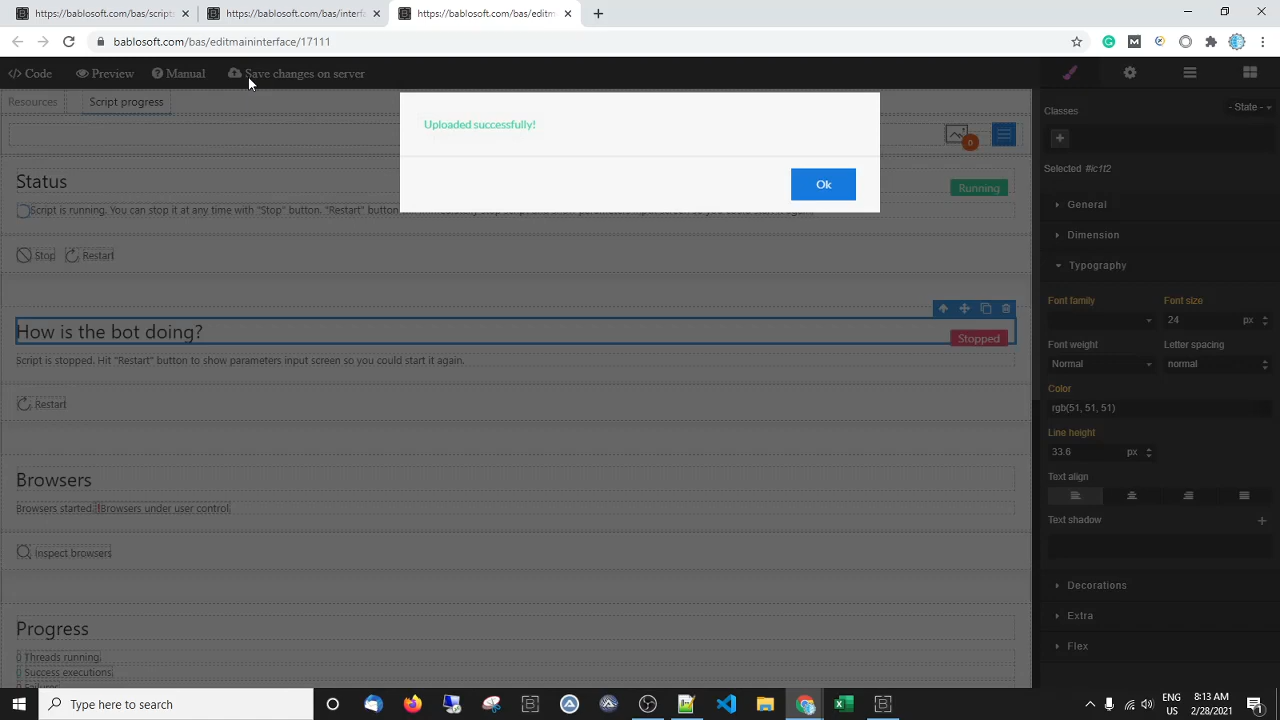 https://bablosoft.com/bas/scripts
https://bablosoft.com/bas/interf
https://bablosoft.com/bas/editm
bablosoft.com/bas/editmaininterface/17111
Code
Preview
Manual
Save changes on server
Resources
Script progress
Uploaded successfully!
Ok
0
Status
Running
Script is running. You can stop it at any time with "Stop" button. "Restart" button
Stop
Restart
How is the bot doing?
Stopped
Script is stopped. Hit "Restart" button to show parameters input screen so you could start it again.
Restart
Browsers
Browsers started. Browsers under user control.
Inspect browsers
Progress
0 Threads running.
0 Success executions.
- State -
Classes
Selected #ic1t2
General
Dimension
Typography
Font family
Font size
24 px
Font weight
Letter spacing
Normal
normal
Color
rgb(51, 51, 51)
Line height
33.6 px
Text align
Text shadow
Decorations
Extra
Flex
Type here to search
ENG
US
8:13 AM
2/28/2021